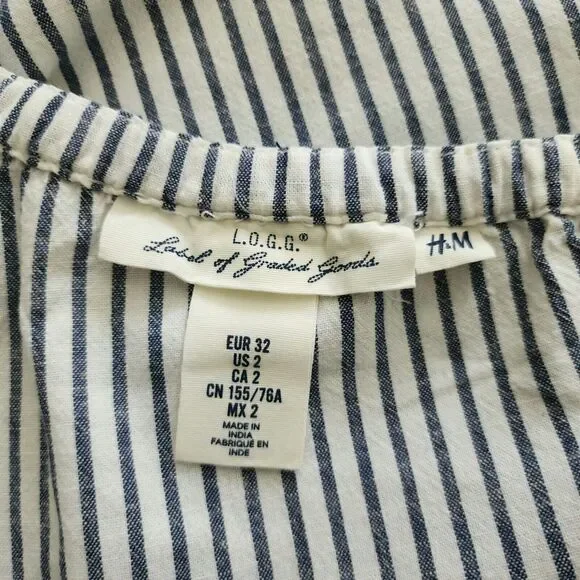 L.O.G.G.®
Label of Graded Goods
H&M
EUR 32
US 2
CA 2
CN 155/76A
MX 2
MADE IN
INDIA
FABRIQUÉ EN
INDE